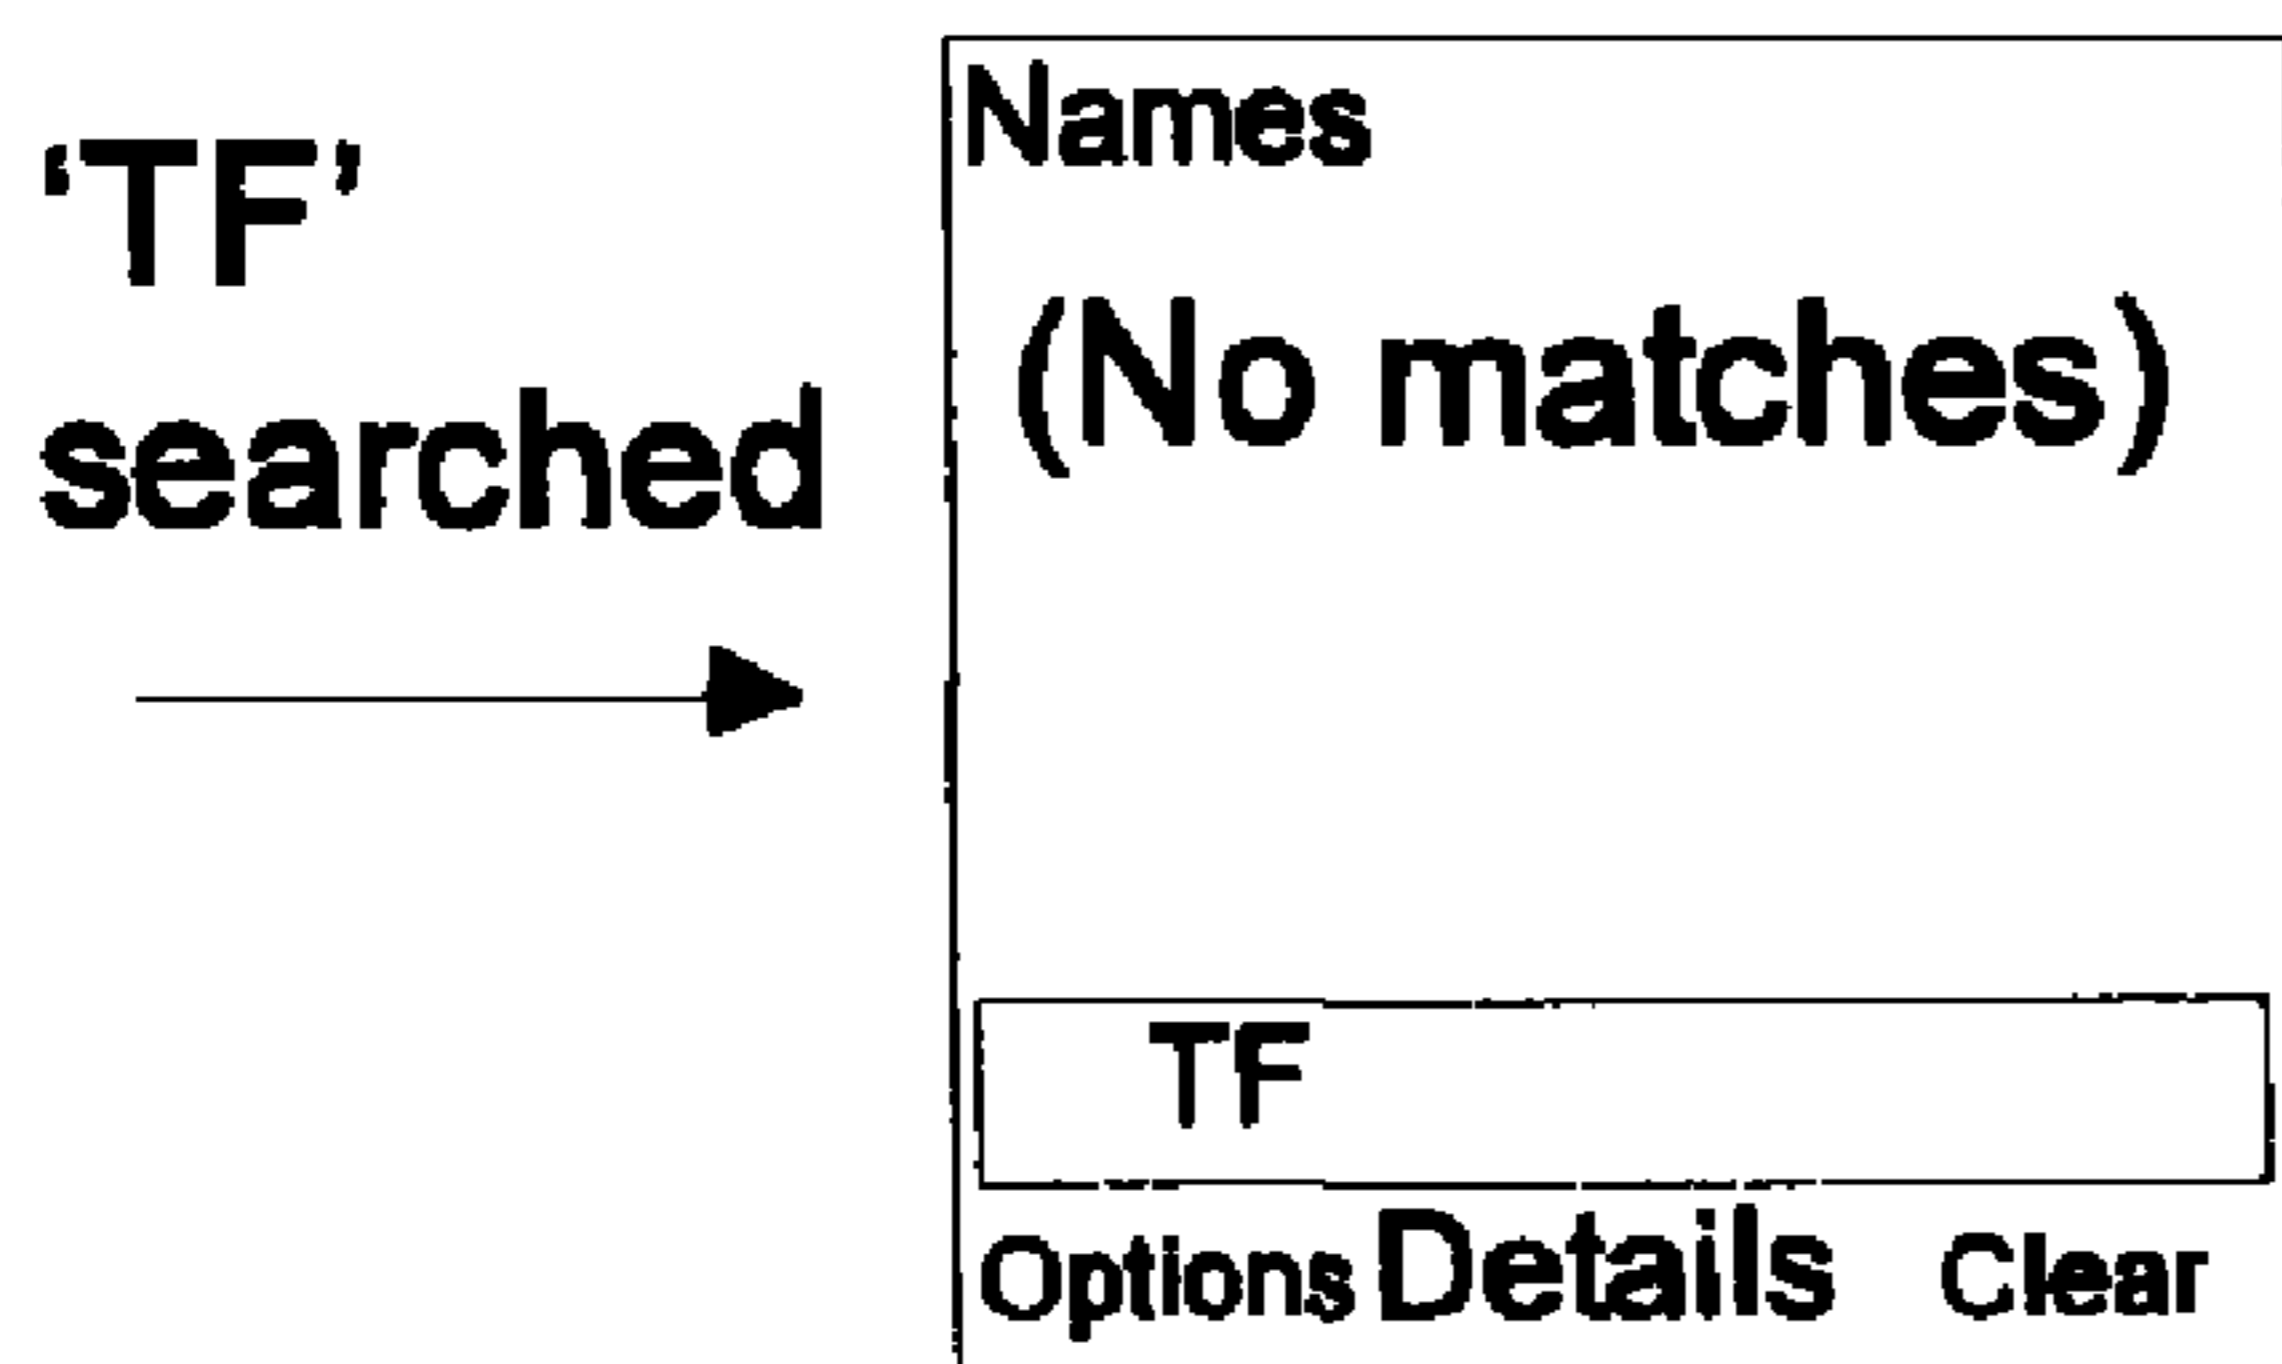 ‘TF’
searched
Names
(No matches)
TF
Options Details Clear